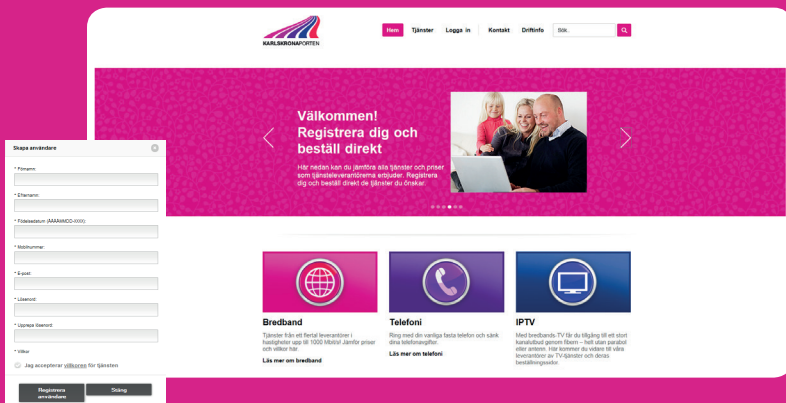 KARLSKRONAPORTEN
Hem
Tjänster
Logga in
Kontakt
Driftinfo
Sök..
Välkommen!
Registrera dig och
beställ direkt
Här nedan kan du jämföra alla tjänster och priser
som tjänsteleverantörerna erbjuder. Registrera
dig och beställ direkt de tjänster du önskar.
Skapa användare
* Förnamn:
* Efternamn:
* Födelsedatum (ÅÅÅÅMMDD-XXXX):
* Mobilnummer:
* E-post:
* Lösenord:
* Upprepa lösenord:
* Villkor
Jag accepterar villkoren för tjänsten
Registrera
användare
Stäng
Bredband
Tjänster från ett flertal leverantörer i
hastigheter upp till 1000 Mbit/s! Jämför priser
och villkor här.
Läs mer om bredband
Telefoni
Ring med din vanliga fasta telefon och sänk
dina telefonavgifter.
Läs mer om telefoni
IPTV
Med bredbands-TV får du tillgång till ett stort
kanalutbud genom fibern – helt utan parabol
eller antenn. Här kommer du vidare till våra
leverantörer av TV-tjänster och deras
beställningssidor.